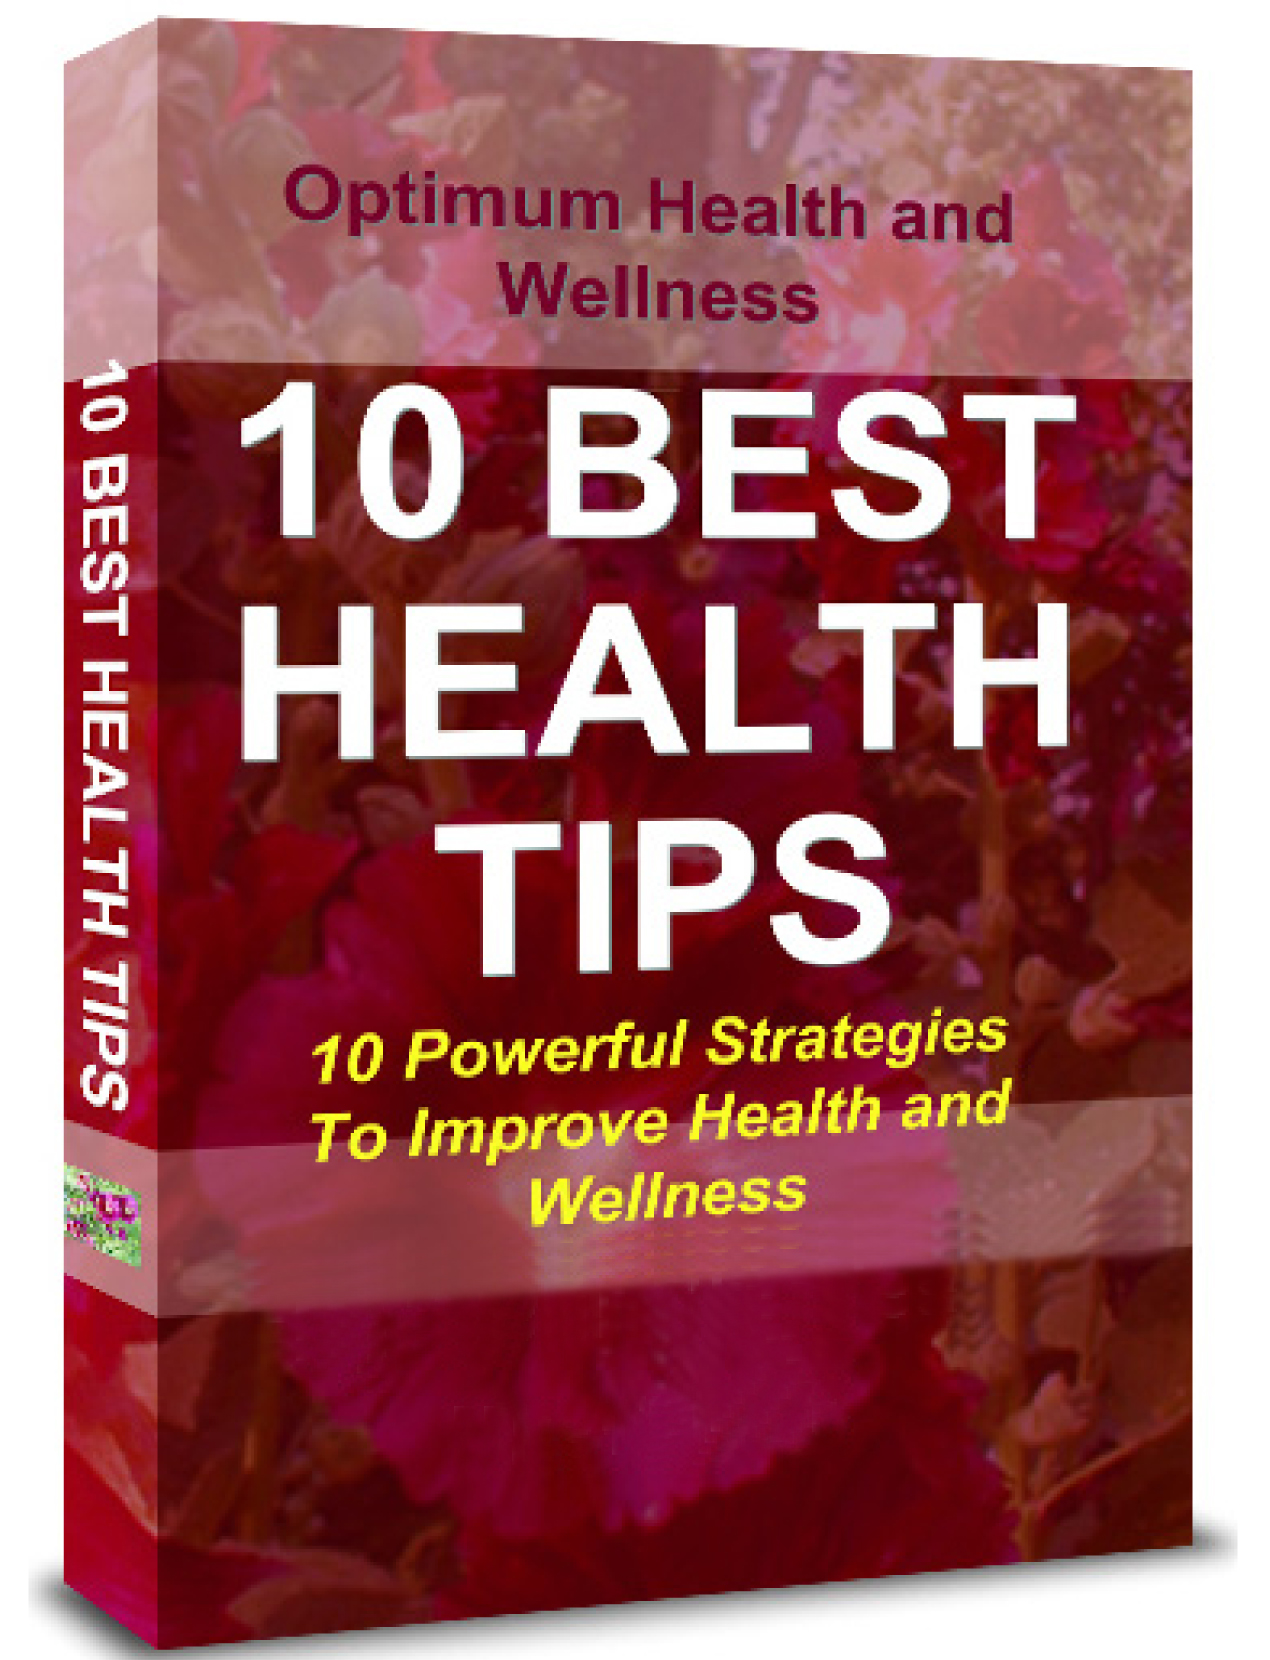 Optimum Health and
Wellness
10 BEST
HEALTH
TIPS
10 Powerful Strategies
To Improve Health and
Wellness
10 BEST HEALTH TIPS